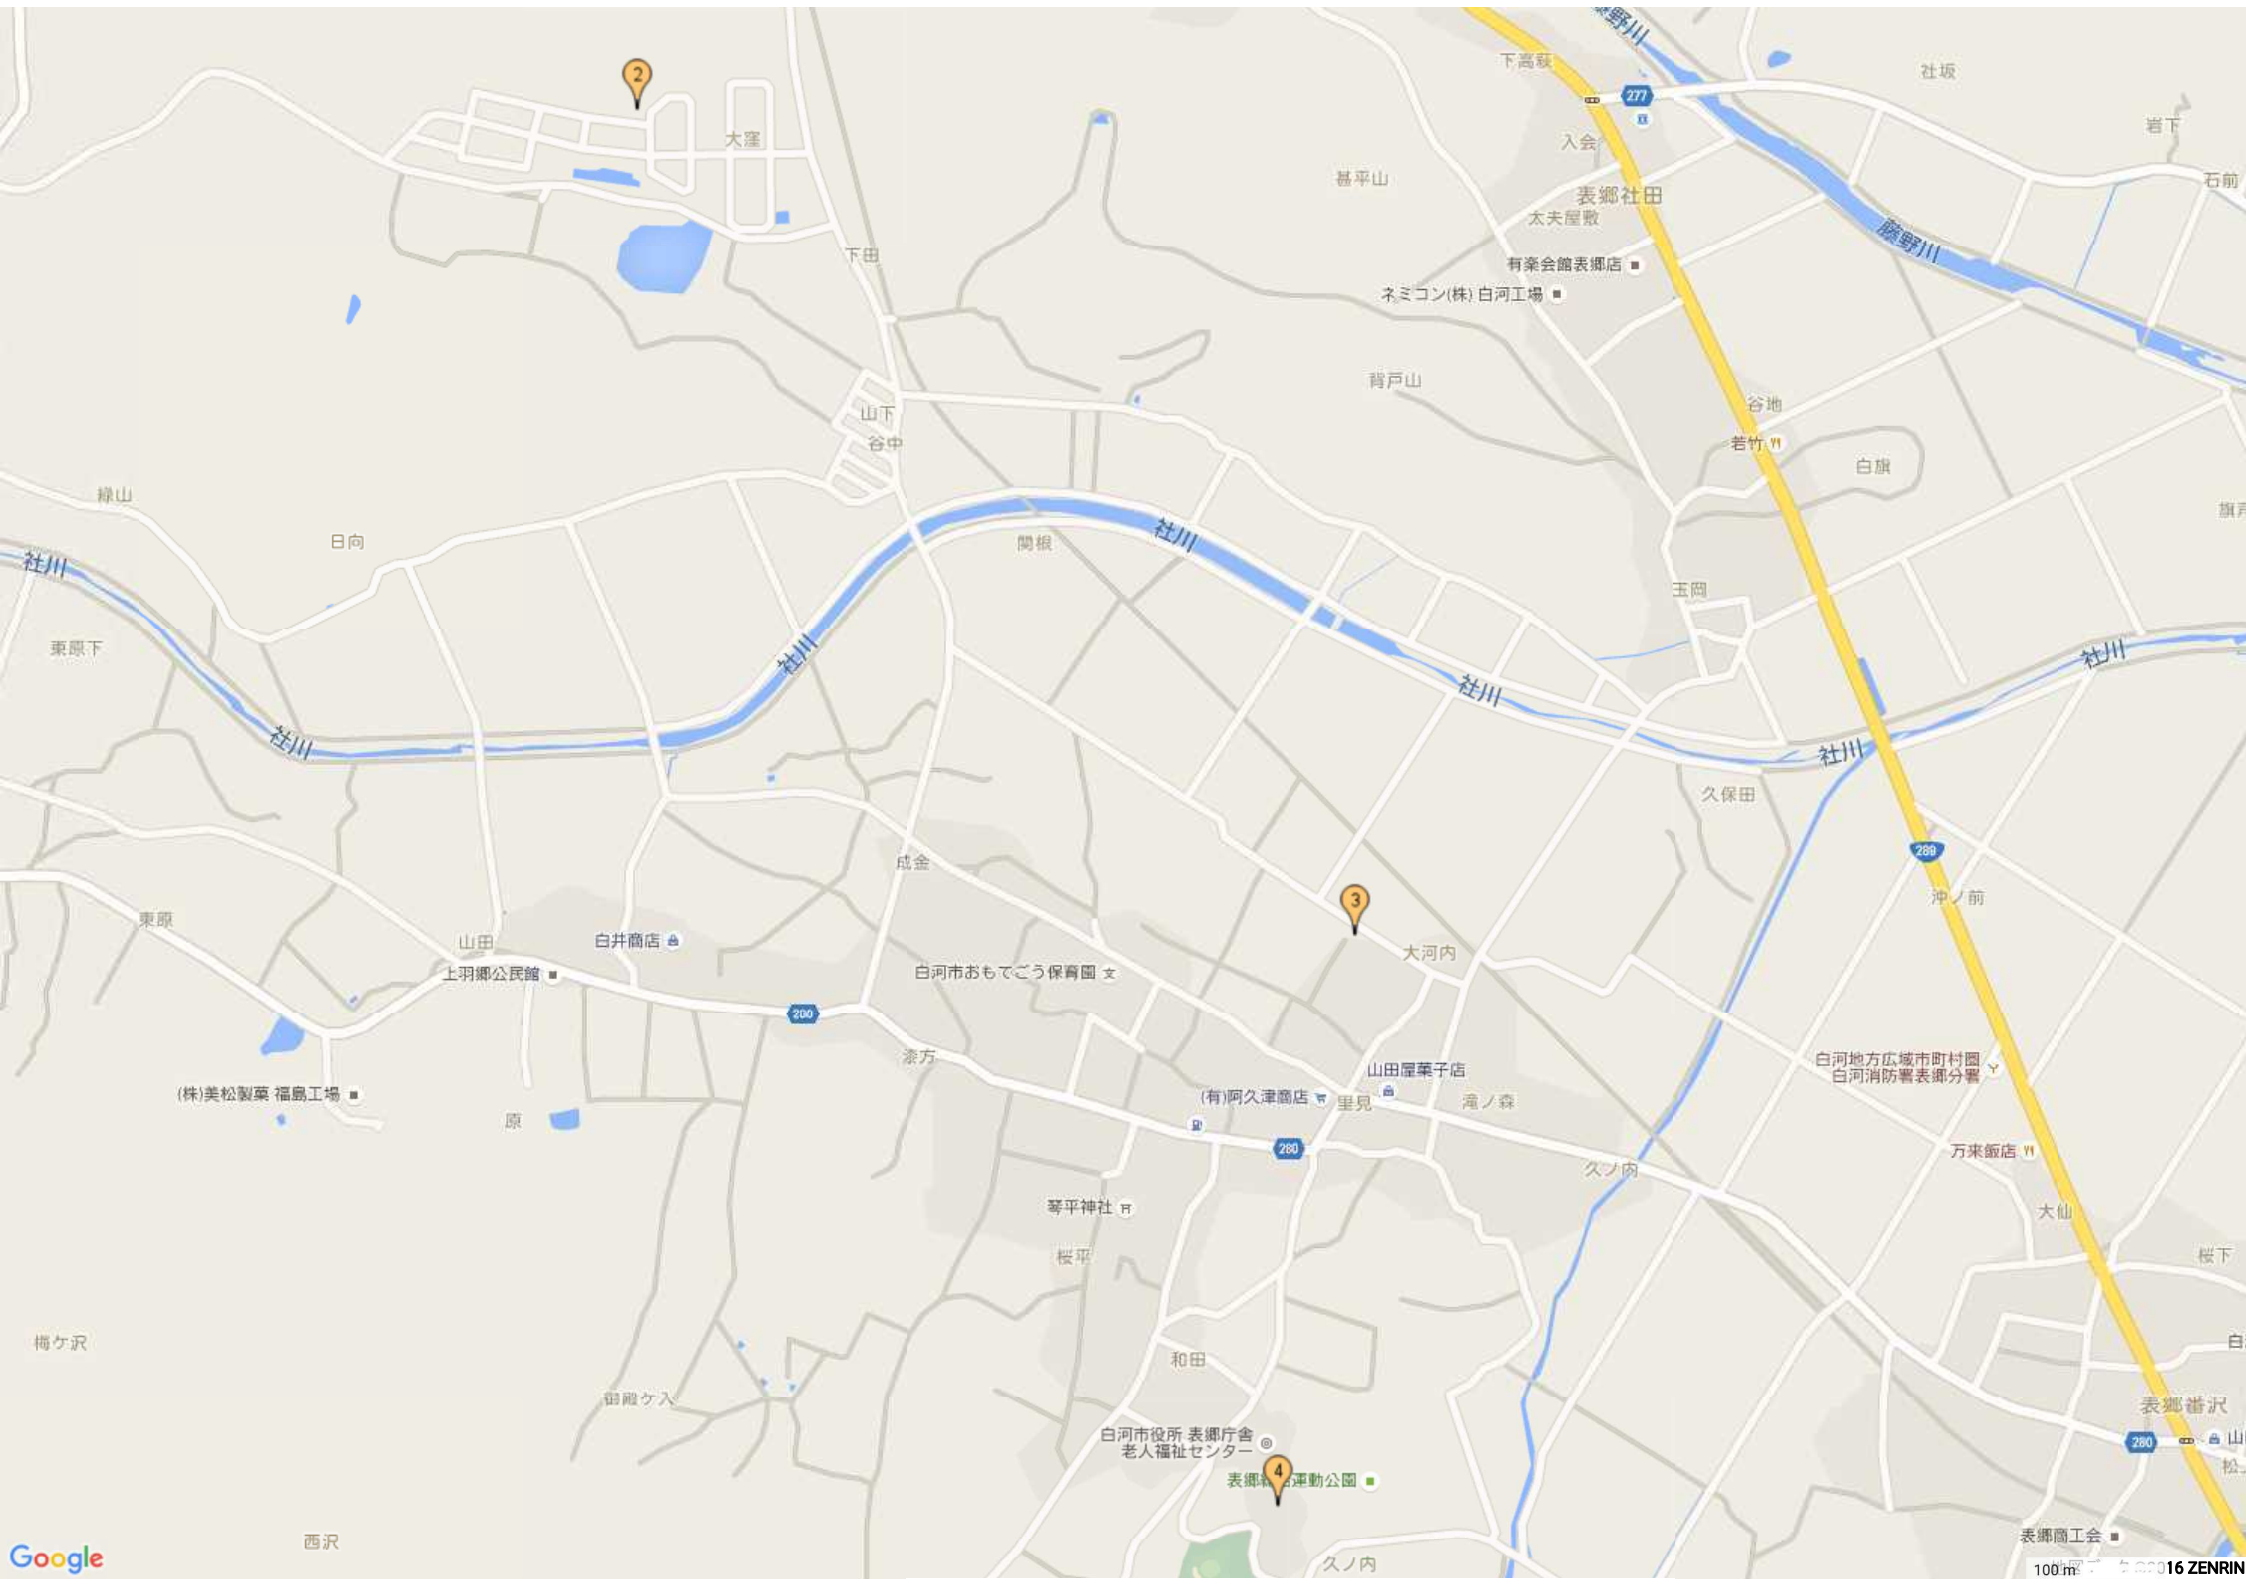 藤野川
下高萩
社坂
2
277
大窪
入会
岩下
甚平山
石前
表郷社田
太夫屋敷
藤野川
下田
有楽会館表郷店
ネミコン(株) 白河工場
背戸山
谷地
山下
谷中
若竹
白旗
緑山
日向
関根
社川
社川
玉岡
東原下
社川
社川
社川
社川
社川
久保田
289
成金
沖ノ前
3
東原
山田
白井商店
大河内
上羽郷公民館
白河市おもてごう保育園
280
漆方
白河地方広域市町村圏
白河消防署表郷分署
山田屋菓子店
(株)美松製菓 福島工場
(有)阿久津商店
里見
滝ノ森
原
280
万来飯店
久ノ内
琴平神社
大仙
桜平
桜下
梅ケ沢
白
和田
御殿ケ入
表郷番沢
白河市役所 表郷庁舎
老人福祉センター
280
4
運動公園
表郷商工会
西沢
久ノ内
Google
100 m
16 ZENRIN